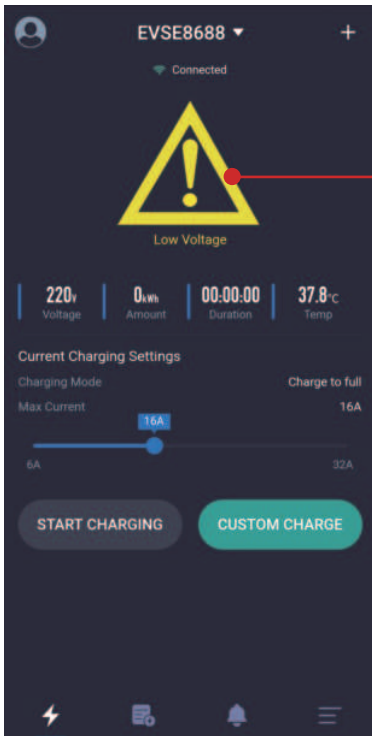 EVSE8688 ▼ +
Connected
Low Voltage
220V 0kWh 00:00:00 37.8°C
Voltage Amount Duration Temp
Current Charging Settings
Charging Mode Charge to full
Max Current 16A
16A
6A 32A
START CHARGING CUSTOM CHARGE